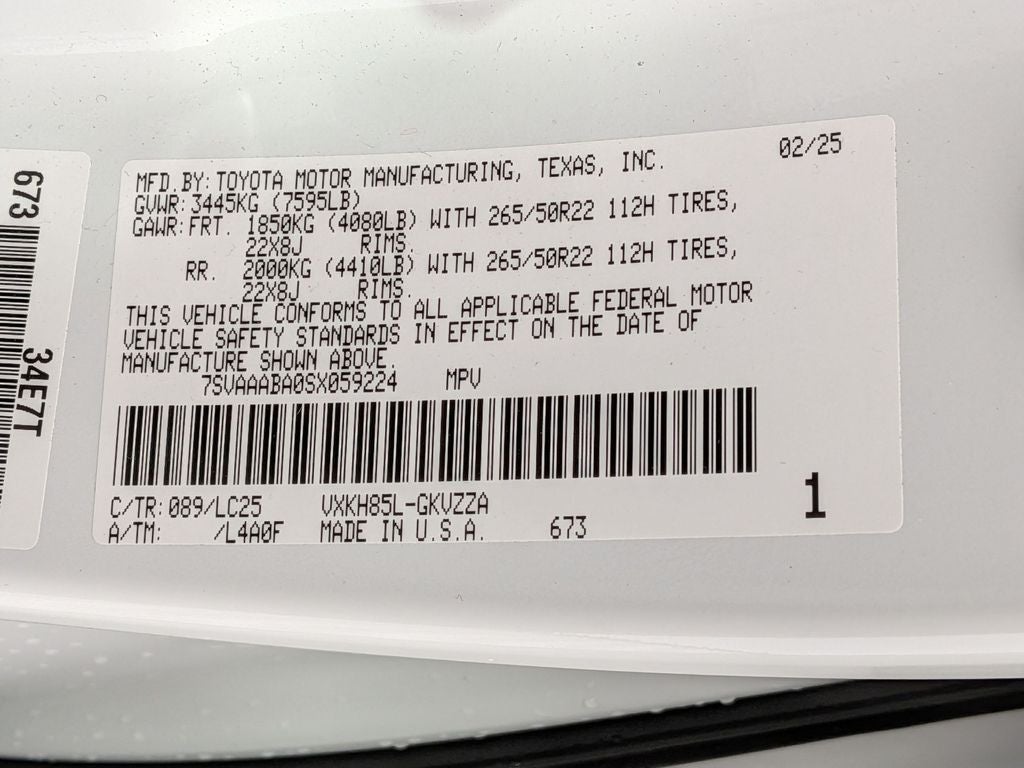 673
34E7T
MFD.BY:TOYOTA MOTOR MANUFACTURING, TEXAS, INC. 02/25
GVWR:3445KG (7595LB)
GAWR:FRT. 1850KG (4080LB) WITH 265/50R22 112H TIRES,
22X8J RIMS.
RR. 2000KG (4410LB) WITH 265/50R22 112H TIRES,
22X8J RIMS.
THIS VEHICLE CONFORMS TO ALL APPLICABLE FEDERAL MOTOR
VEHICLE SAFETY STANDARDS IN EFFECT ON THE DATE OF
MANUFACTURE SHOWN ABOVE.
7SVAAABA0SX059224 MPV
C/TR:089/LC25 VXKH85L-GKVZZA
A/TM: /L4A0F MADE IN U.S.A. 673
1